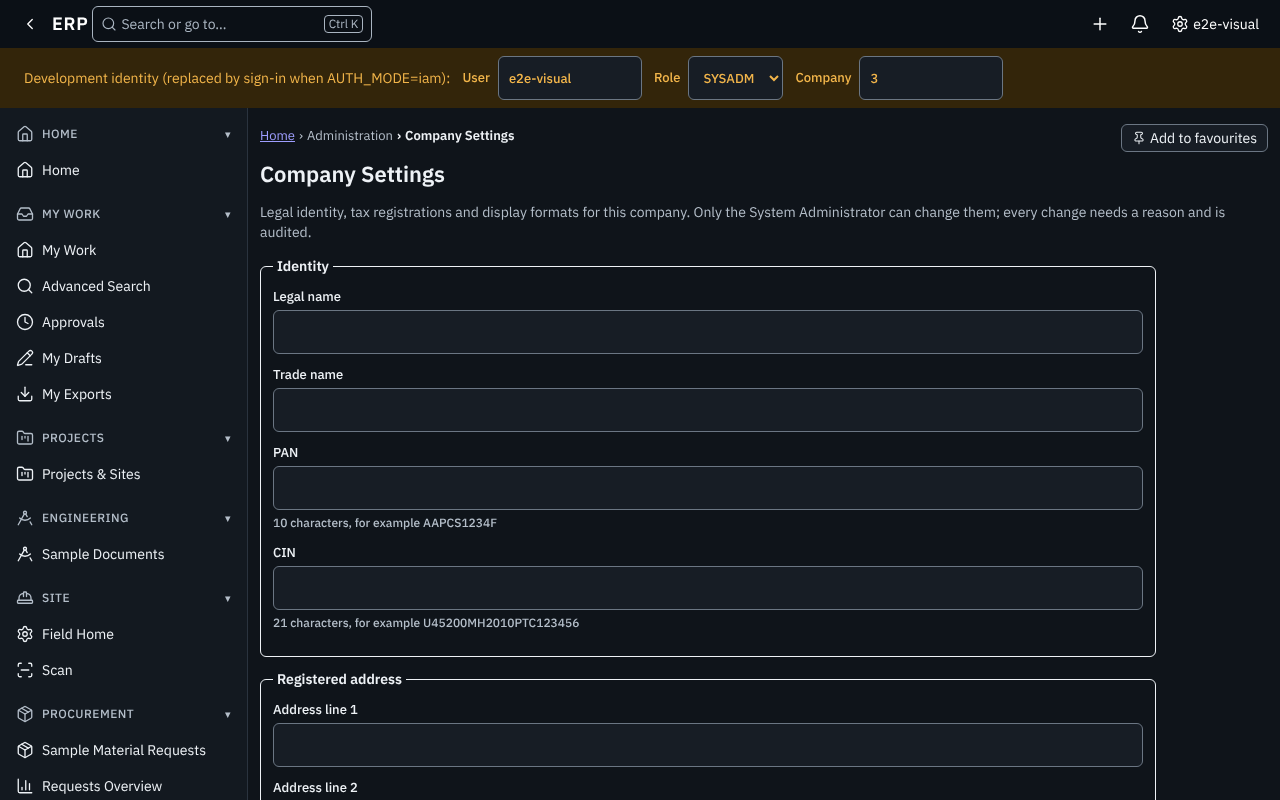 ERP
Search or go to...
Ctrl K
e2e-visual
Development identity (replaced by sign-in when AUTH_MODE=iam):
User
e2e-visual
Role
SYSADM
Company
3
HOME
Home
MY WORK
My Work
Advanced Search
Approvals
My Drafts
My Exports
PROJECTS
Projects & Sites
ENGINEERING
Sample Documents
SITE
Field Home
Scan
PROCUREMENT
Sample Material Requests
Requests Overview
Home › Administration › Company Settings
Add to favourites
Company Settings
Legal identity, tax registrations and display formats for this company. Only the System Administrator can change them; every change needs a reason and is
audited.
Identity
Legal name
Trade name
PAN
10 characters, for example AAPCS1234F
CIN
21 characters, for example U45200MH2010PTC123456
Registered address
Address line 1
Address line 2